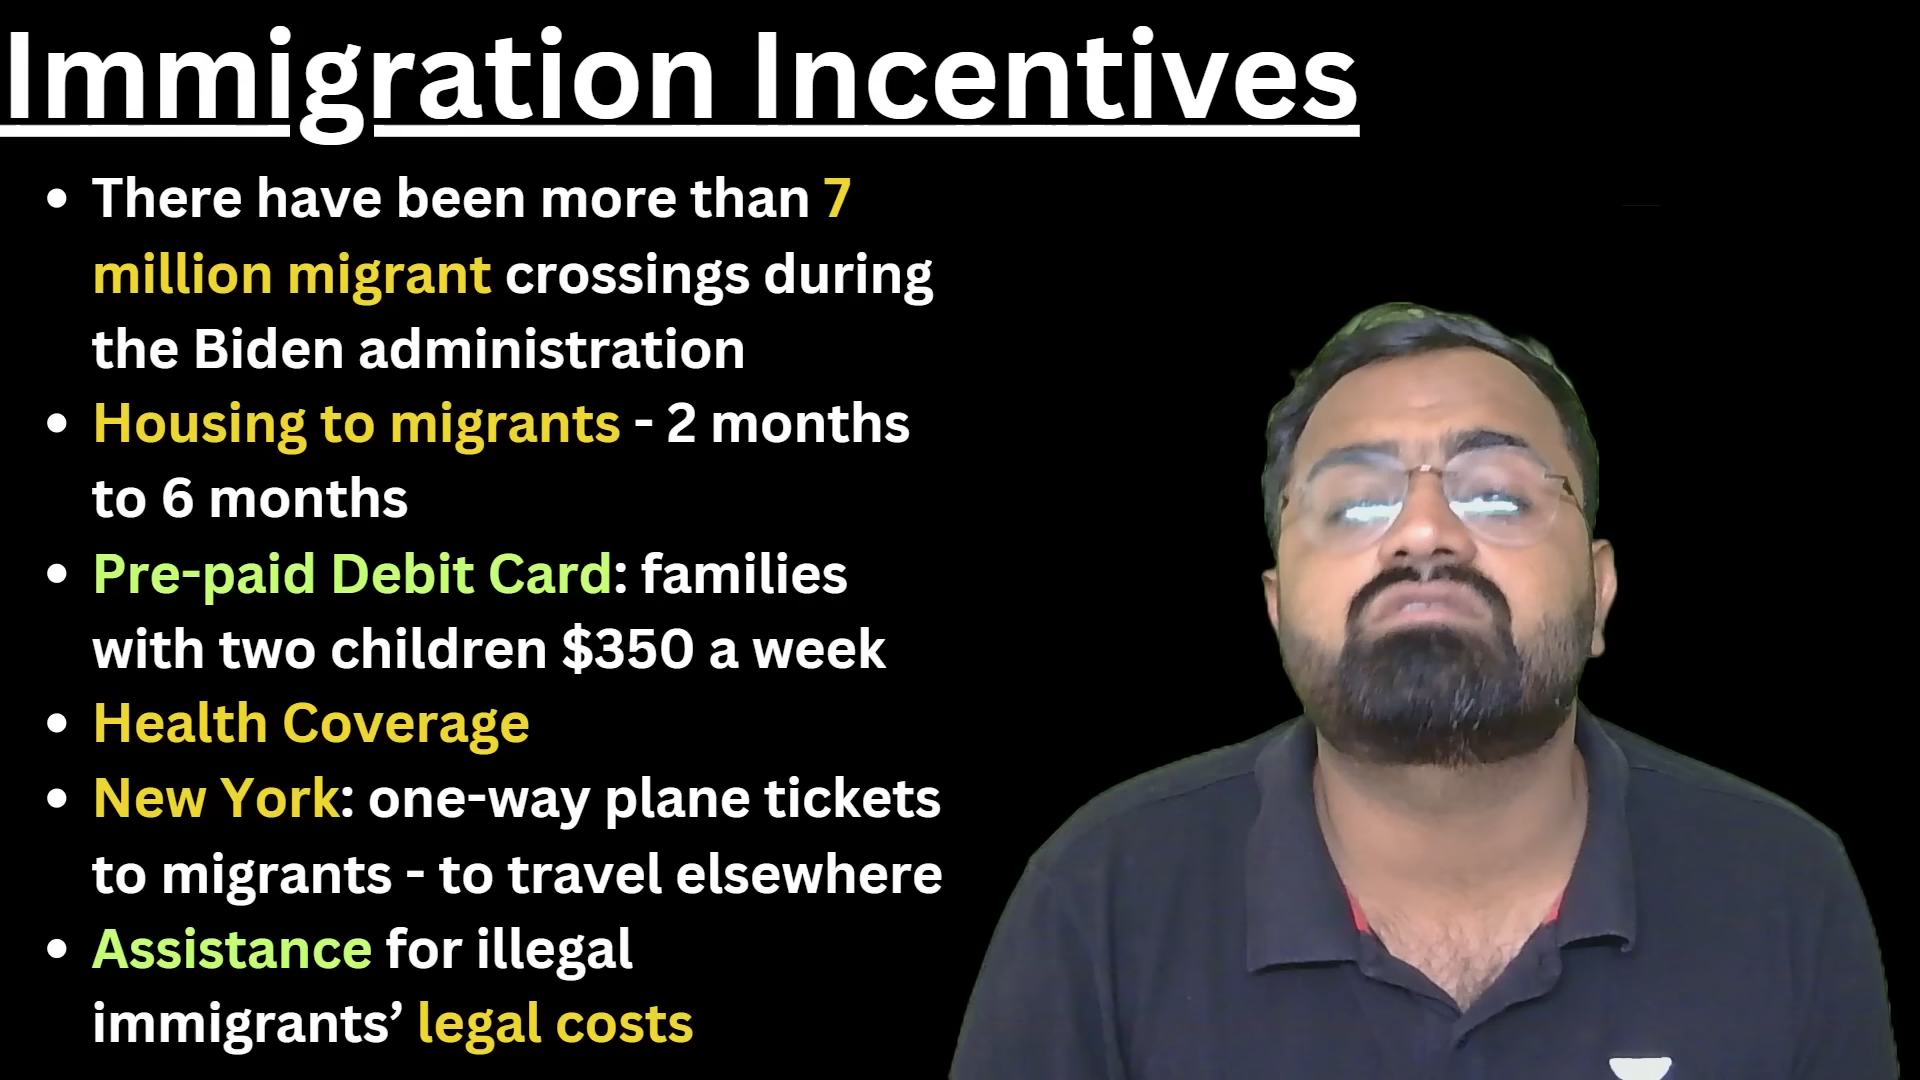 Immigration Incentives
• There have been more than 7
million migrant crossings during
the Biden administration
• Housing to migrants - 2 months
to 6 months
• Pre-paid Debit Card: families
with two children $350 a week
• Health Coverage
• New York: one-way plane tickets
to migrants - to travel elsewhere
• Assistance for illegal
immigrants’ legal costs